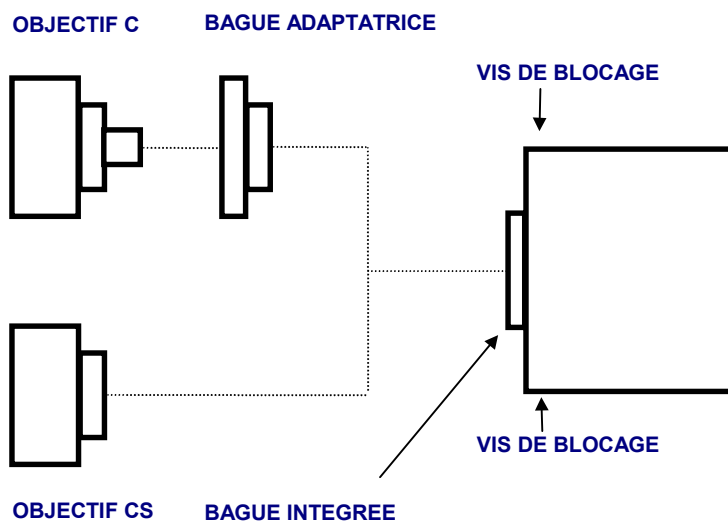 OBJECTIF C
BAGUE ADAPTATRICE
VIS DE BLOCAGE
VIS DE BLOCAGE
OBJECTIF CS
BAGUE INTEGREE